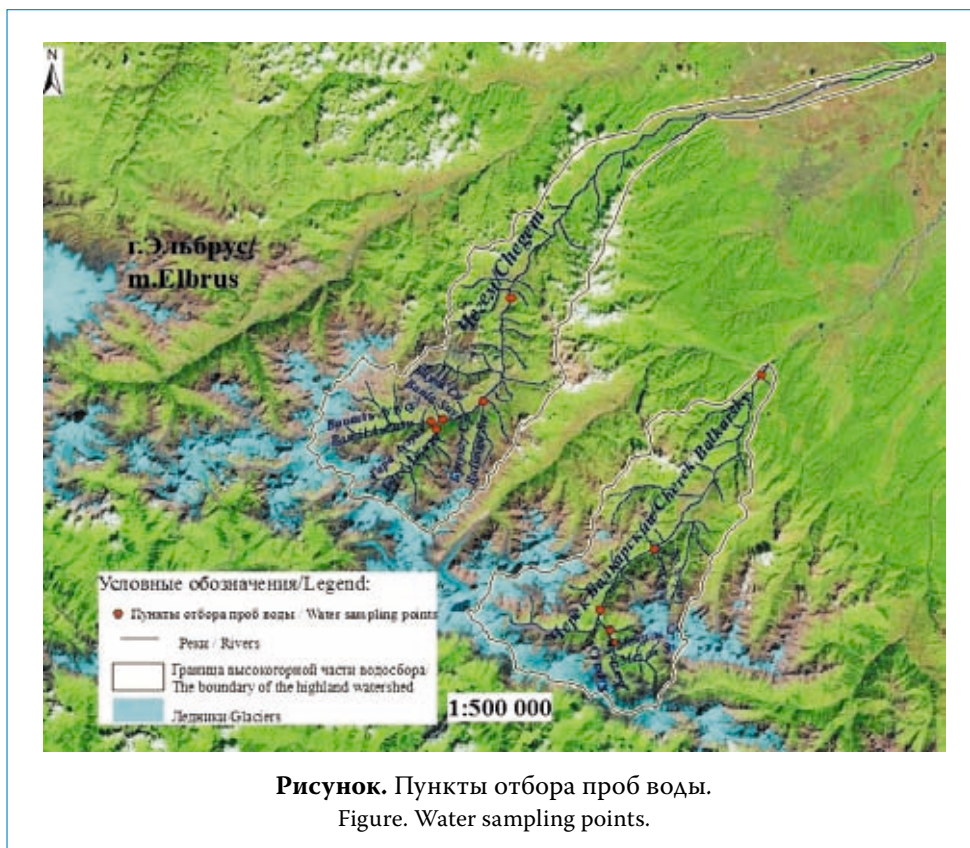 N
г. Эльбрус/
m.Elbrus
Чегем/Chegem
Черек Балкарский/Cherek Balkarsky
Условные обозначения/Legend:
Пункты отбора проб воды / Water sampling points
Реки / Rivers
Граница высокогорной части водосбора
The boundary of the highland watershed
Ледники Glaciers
1:500 000
Рисунок. Пункты отбора проб воды.
Figure. Water sampling points.